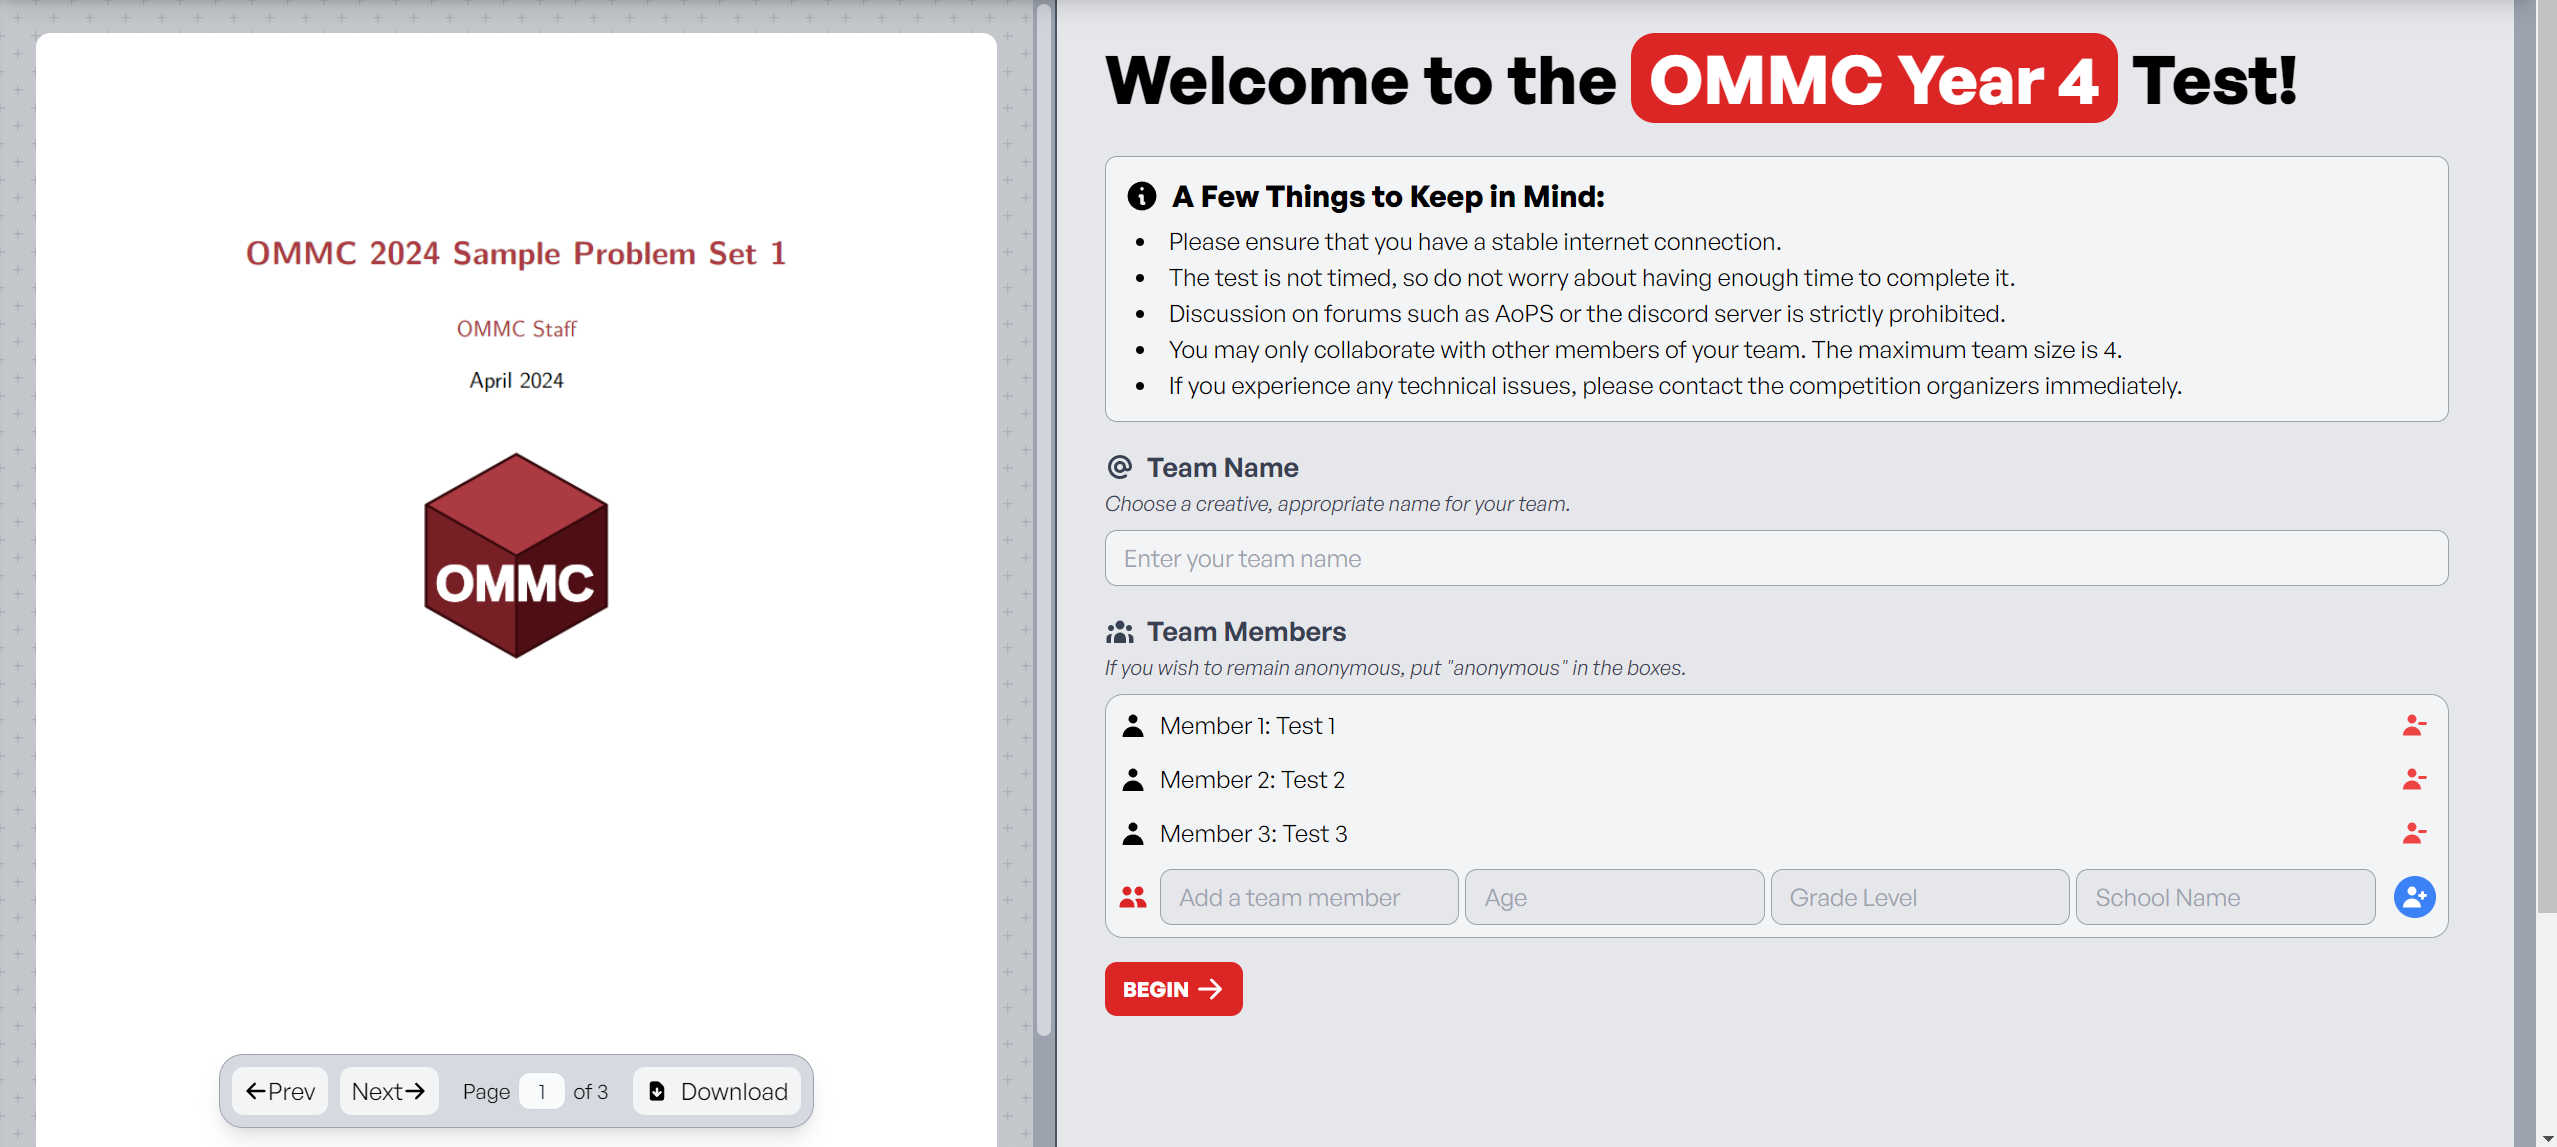 OMMC 2024 Sample Problem Set 1
OMMC Staff
April 2024
OMMC
Prev
Next
Page 1 of 3
Download
Welcome to the OMMC Year 4 Test!
A Few Things to Keep in Mind:
Please ensure that you have a stable internet connection.
The test is not timed, so do not worry about having enough time to complete it.
Discussion on forums such as AoPS or the discord server is strictly prohibited.
You may only collaborate with other members of your team. The maximum team size is 4.
If you experience any technical issues, please contact the competition organizers immediately.
Team Name
Choose a creative, appropriate name for your team.
Enter your team name
Team Members
If you wish to remain anonymous, put "anonymous" in the boxes.
Member 1: Test 1
Member 2: Test 2
Member 3: Test 3
Add a team member
Age
Grade Level
School Name
BEGIN